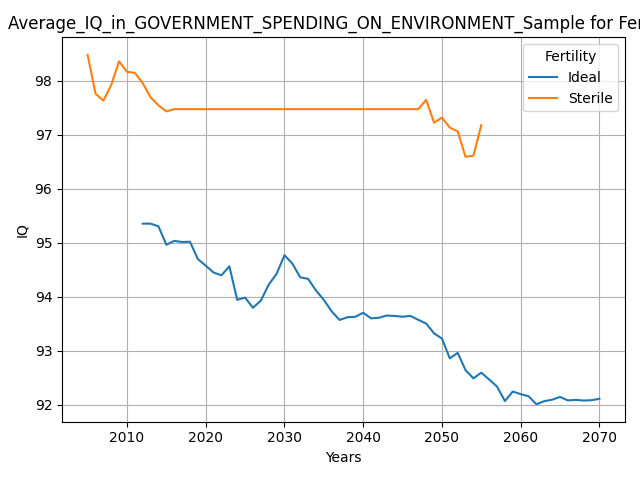 Average_IQ_in_GOVERNMENT_SPENDING_ON_ENVIRONMENT_Sample for Fer
Fertility
Ideal
Sterile
98
97
96
95
94
93
92
IQ
2010 2020 2030 2040 2050 2060 2070
Years